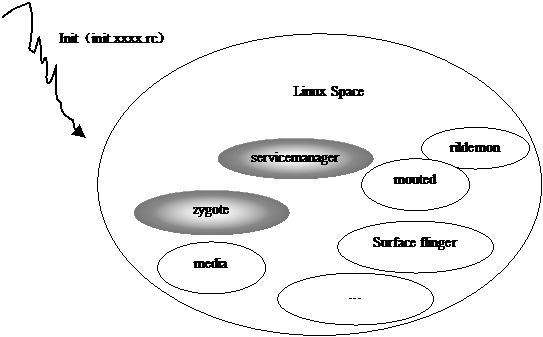 Init (init.xxxx.rc)
Linux Space
servicemanager
rildemon
mouted
zygote
Surface flinger
media
---